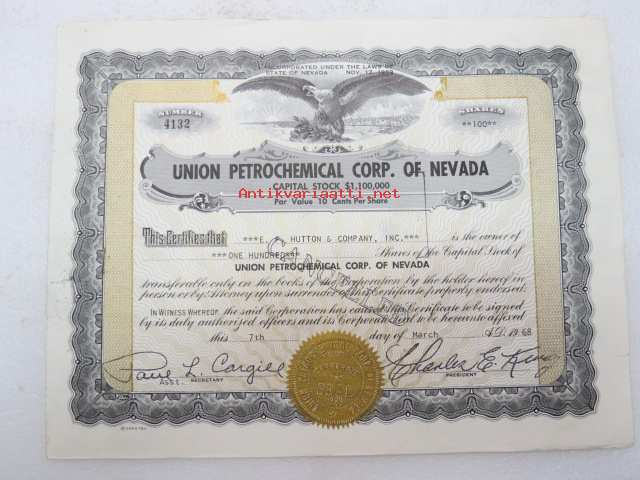 INCORPORATED UNDER THE LAWS OF
STATE OF NEVADA NOV. 17,
NUMBER
4132
SHARES
**100**
UNION PETROCHEMICAL CORP. OF NEVADA
CAPITAL STOCK $1,100,000
Antikvariaatti.net
Par Value 10 Cents Per Share
This Certifies that ***E. F. HUTTON & COMPANY, INC.*** is the owner of
***ONE HUNDRED*** Shares of the Capital Stock of
UNION PETROCHEMICAL CORP. OF NEVADA
CANCELLED
transferable only on the books of the Corporation by the holder hereof in
person or by Attorney upon surrender of this Certificate properly endorsed.
IN WITNESS WHEREOF, the said Corporation has caused this Certificate to be signed
by its duly authorized officers and its Corporate Seal to be hereunto affixed
this 7th day of March A.D. 1968
Paul L. Cargill
Asst. SECRETARY
Charles E. King